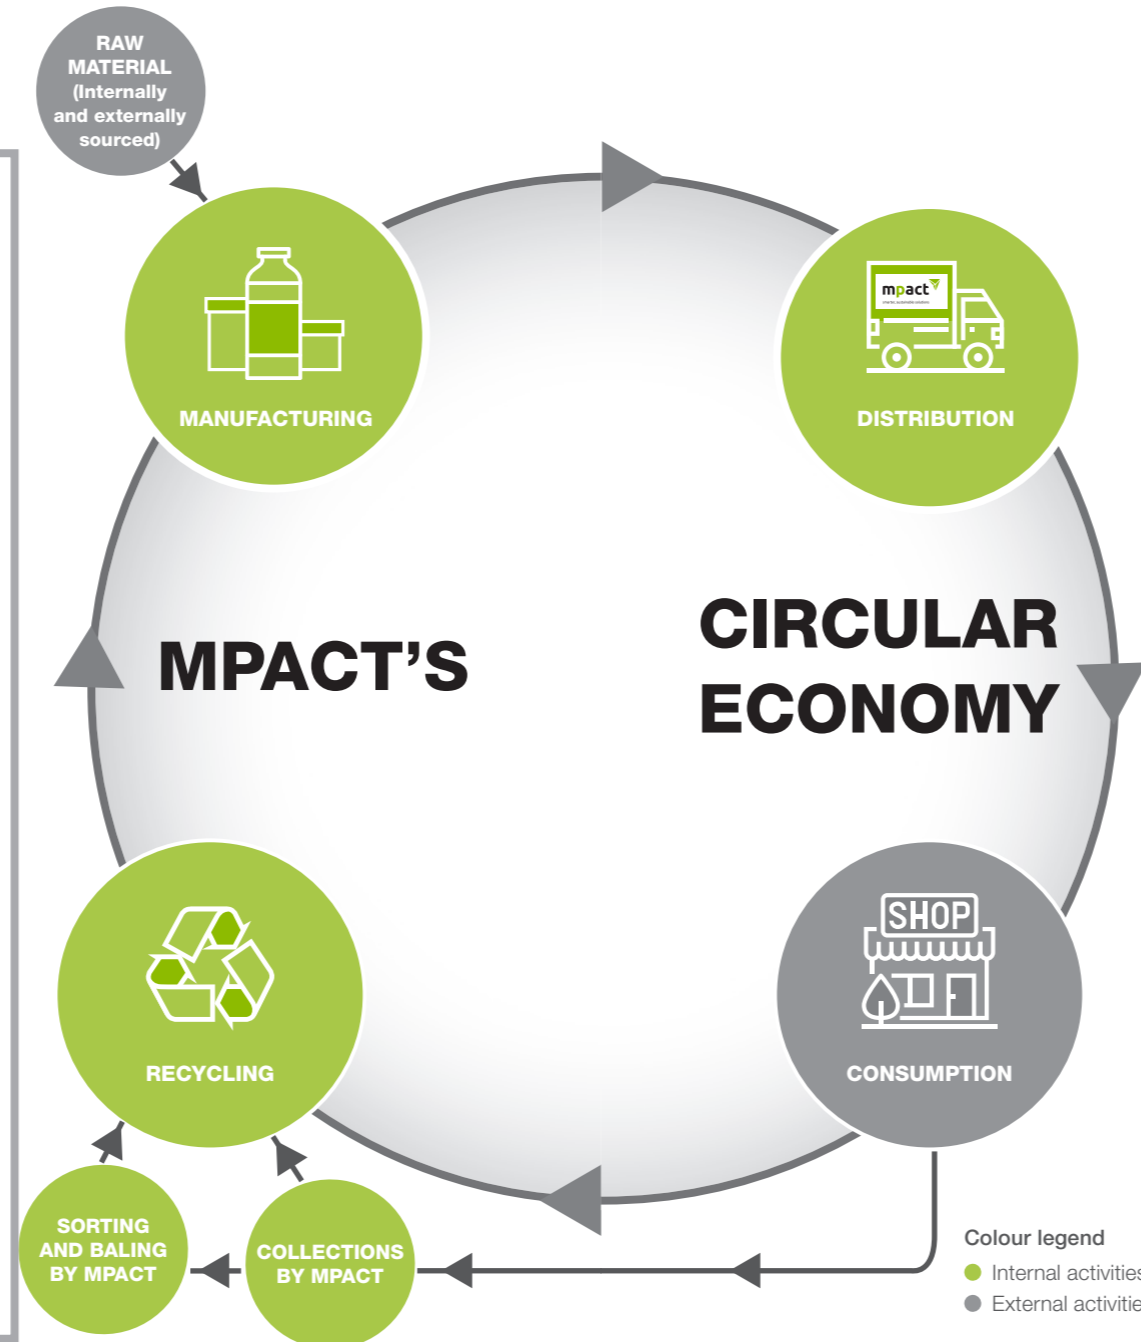 RAW
MATERIAL
(Internally
and externally
sourced)
MANUFACTURING
mpact
DISTRIBUTION
MPACT’S
CIRCULAR
ECONOMY
RECYCLING
SHOP
CONSUMPTION
SORTING
AND BALING
BY MPACT
COLLECTIONS
BY MPACT
Colour legend
Internal activities
External activitie